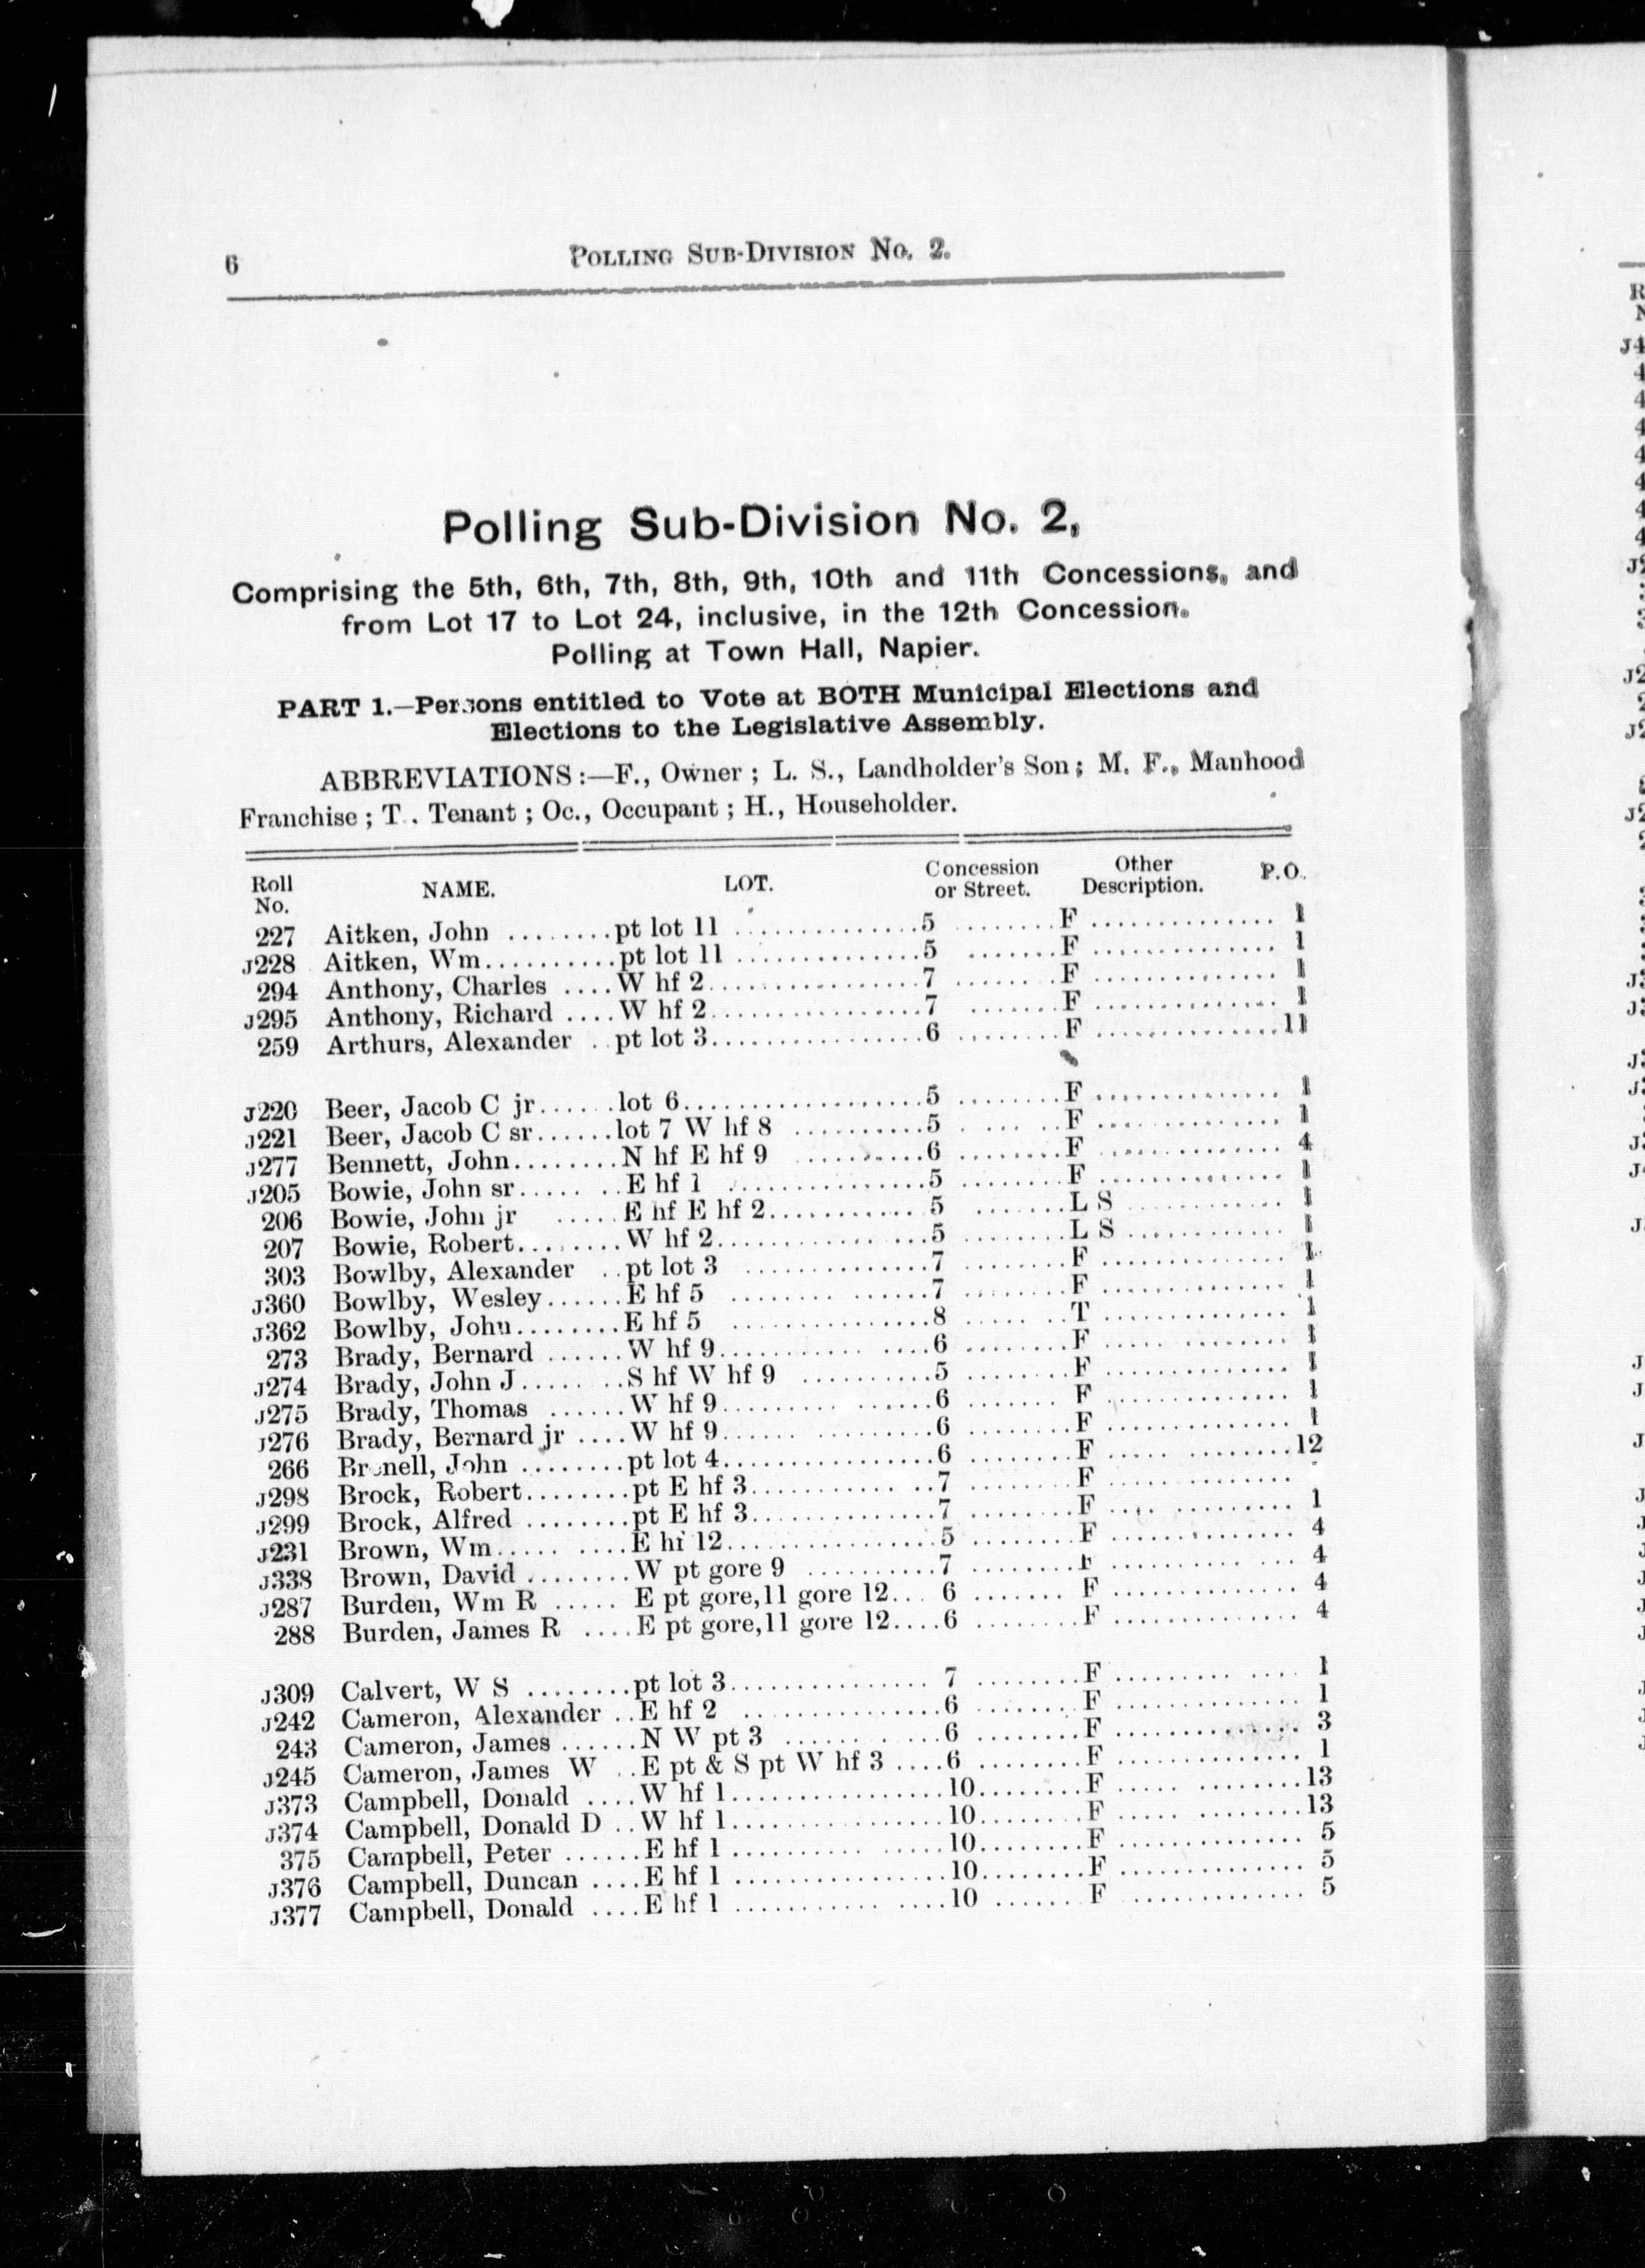 6 POLLING SUB-DIVISION No. 2.
Polling Sub-Division No. 2,
Comprising the 5th, 6th, 7th, 8th, 9th, 10th and 11th Concessions, and
from Lot 17 to Lot 24, inclusive, in the 12th Concession.
Polling at Town Hall, Napier.
PART 1.—Persons entitled to Vote at BOTH Municipal Elections and
Elections to the Legislative Assembly.
ABBREVIATIONS:—F., Owner; L. S., Landholder's Son; M. F., Manhood
Franchise; T. . Tenant; Oc., Occupant; H., Householder.
Roll No. NAME. LOT. Concession or Street. Other Description. P.O.
227 Aitken, John ........ pt lot 11 ........ 5 ........ F ........ 1
J228 Aitken, Wm ........ pt lot 11 ........ 5 ........ F ........ 1
294 Anthony, Charles .... W hf 2 ........ 7 ........ F ........ 1
J295 Anthony, Richard .... W hf 2 ........ 7 ........ F ........ 1
259 Arthurs, Alexander .. pt lot 3 ........ 6 ........ F ........ 11
J220 Beer, Jacob C jr ...... lot 6 ........ 5 ........ F ........ 1
J221 Beer, Jacob C sr ...... lot 7 W hf 8 ........ 5 ........ F ........ 1
J277 Bennett, John ........ N hf E hf 9 ........ 6 ........ F ........ 4
J205 Bowie, John sr ........ E hf 1 ........ 5 ........ F ........ 1
206 Bowie, John jr ..... E hf E hf 2 ........ 5 ........ L S ........ 1
207 Bowie, Robert ........ W hf 2 ........ 5 ........ L S ........ 1
303 Bowlby, Alexander .. pt lot 3 ........ 7 ........ F ........ 1
J360 Bowlby, Wesley ...... E hf 5 ........ 7 ........ F ........ 1
J362 Bowlby, John ........ E hf 5 ........ 8 ........ T ........ 1
273 Brady, Bernard ...... W hf 9 ........ 6 ........ F ........ 1
J274 Brady, John J ........ S hf W hf 9 ........ 5 ........ F ........ 1
J275 Brady, Thomas ...... W hf 9 ........ 6 ........ F ........ 1
J276 Brady, Bernard jr .... W hf 9 ........ 6 ........ F ........ 1
266 John ........ pt lot 4 ........ 6 ........ F ........ 12
J298 Brock, Robert ........ pt E hf 3 ........ 7 ........ F ........
J299 Brock, Alfred ........ pt E hf 3 ........ 7 ........ F ........ 1
J231 Brown, Wm ........ E hf 12 ........ 5 ........ F ........ 4
J338 Brown, David ........ W pt gore 9 ........ 7 ........ F ........ 4
J287 Burden, Wm R ..... E pt gore, 11 gore 12 ... 6 ........ F ........ 4
288 Burden, James R .... E pt gore, 11 gore 12 .... 6 ........ F ........ 4
J309 Calvert, W S ........ pt lot 3 ........ 7 ........ F ........ 1
J242 Cameron, Alexander .. E hf 2 ........ 6 ........ F ........ 1
243 Cameron, James ...... N W pt 3 ........ 6 ........ F ........ 3
J245 Cameron, James W .. E pt & S pt W hf 3 .... 6 ........ F ........ 1
J373 Campbell, Donald .... W hf 1 ........ 10 ........ F ........ 13
J374 Campbell, Donald D .. W hf 1 ........ 10 ........ F ........ 13
375 Campbell, Peter ...... E hf 1 ........ 10 ........ F ........ 5
J376 Campbell, Duncan .... E hf 1 ........ 10 ........ F ........ 5
J377 Campbell, Donald .... E hf 1 ........ 10 ........ F ........ 5